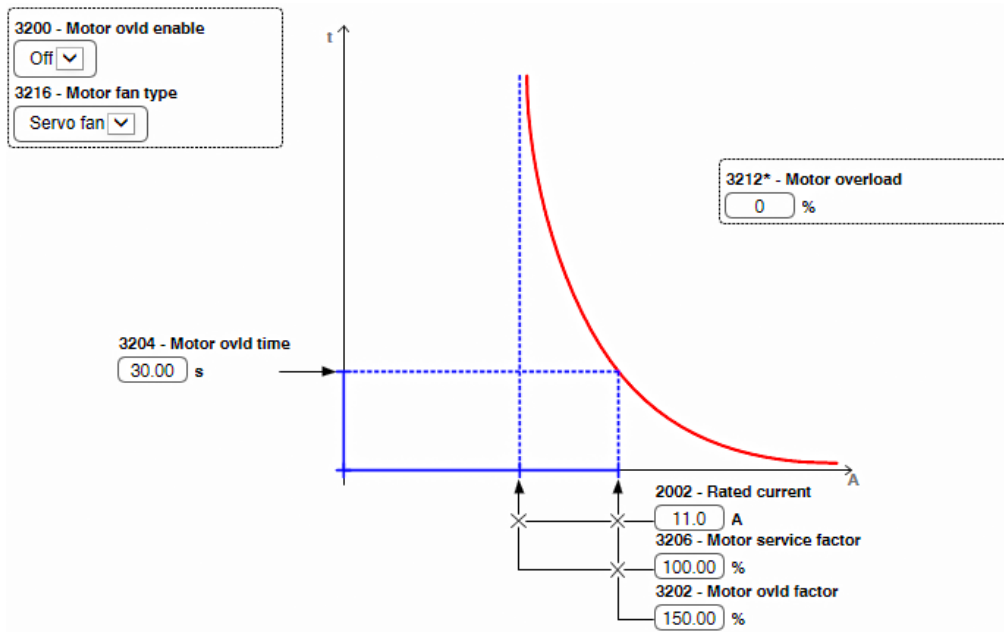 3200 - Motor ovld enable
Off
3216 - Motor fan type
Servo fan
t
3212* - Motor overload
0 %
3204 - Motor ovld time
30.00 s
A
2002 - Rated current
11.0 A
3206 - Motor service factor
100.00 %
3202 - Motor ovld factor
150.00 %